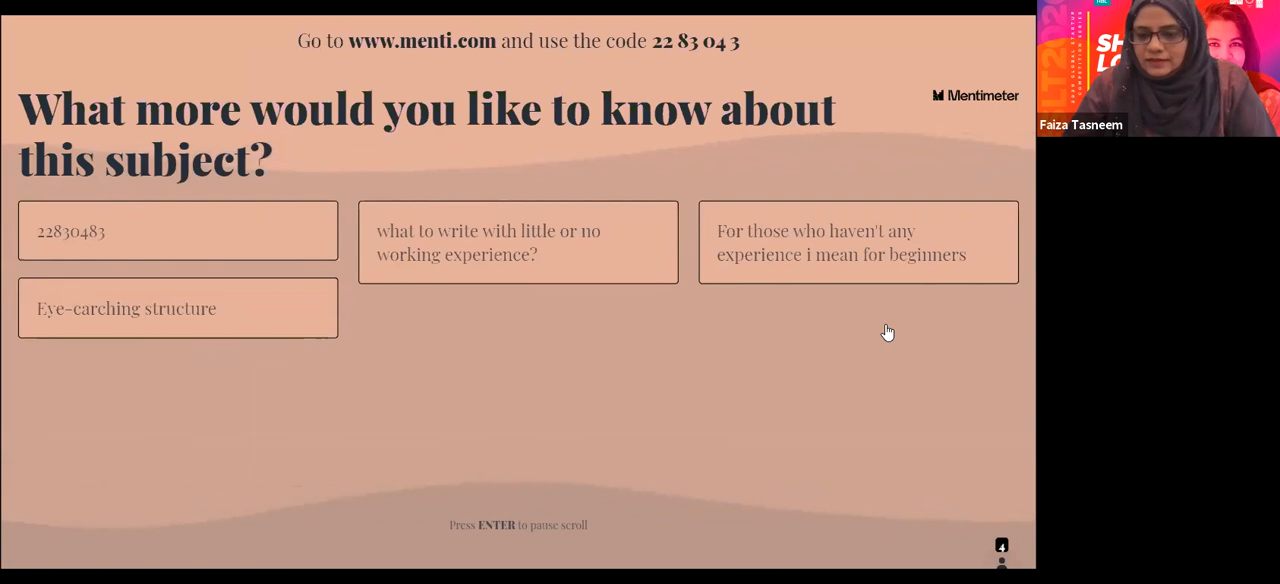 Go to www.menti.com and use the code 22 83 04 3
Mentimeter
What more would you like to know about
this subject?
22830483
what to write with little or no
working experience?
For those who haven't any
experience i mean for beginners
Eye-carching structure
Press ENTER to pause scroll
4
SH
LO
Faiza Tasneem